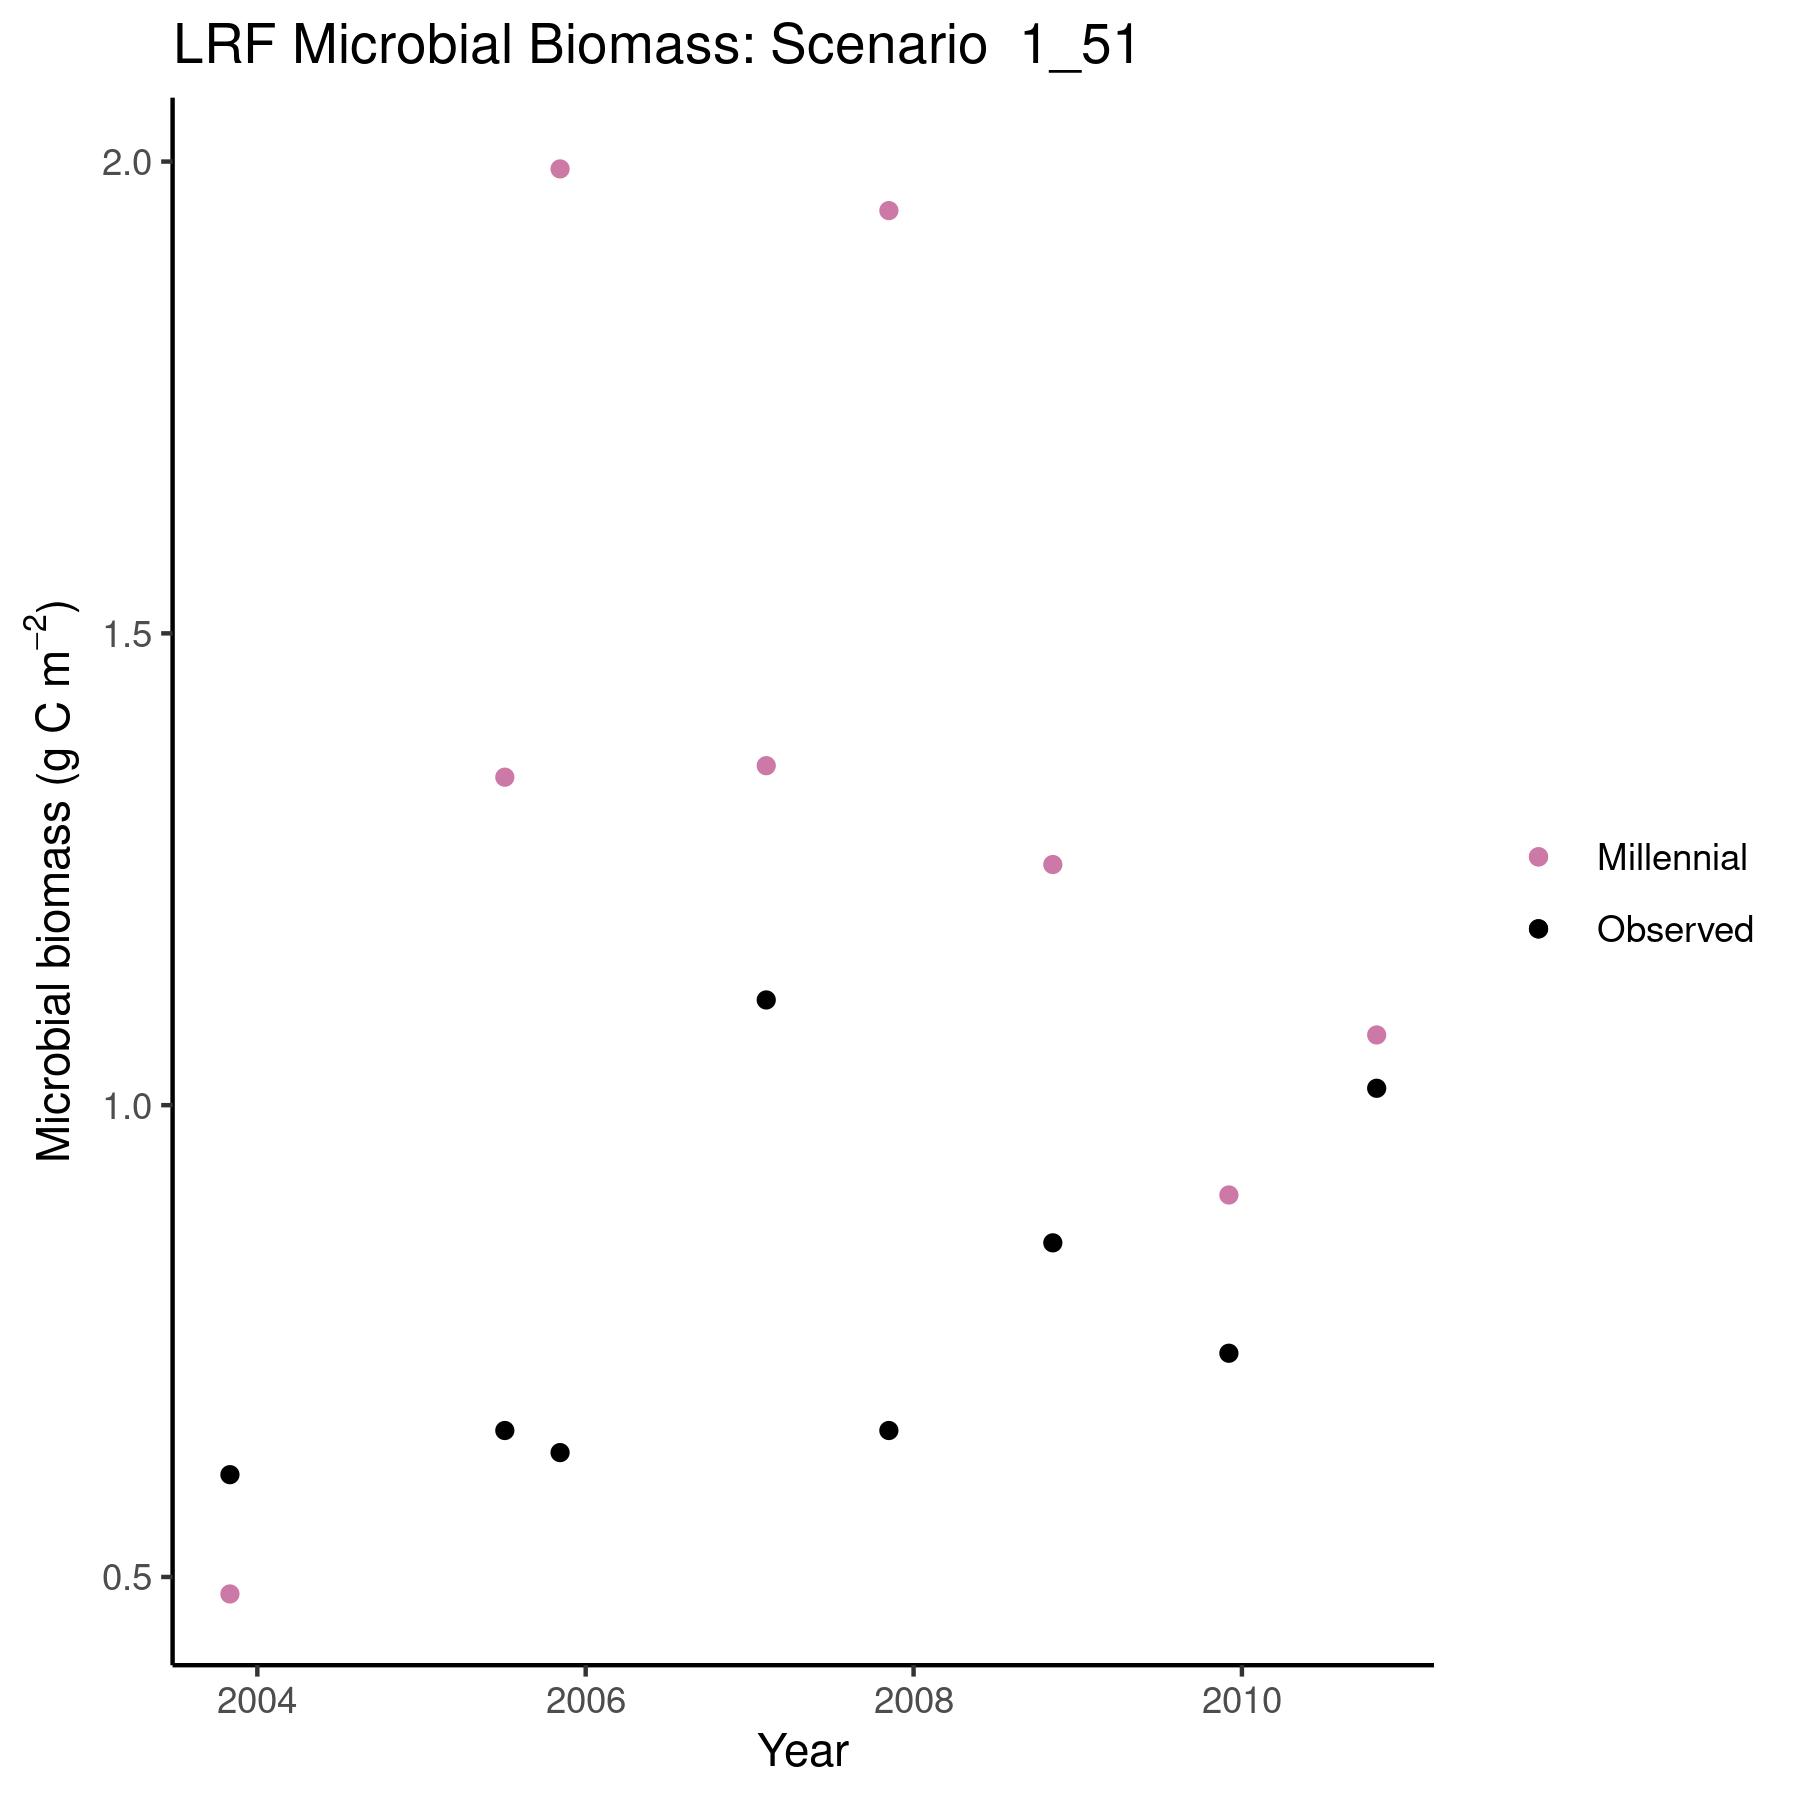 LRF Microbial Biomass: Scenario  1_51
Microbial biomass (g C m⁻²)
2.0
1.5
1.0
0.5
2004 2006 2008 2010
Year
Millennial
Observed